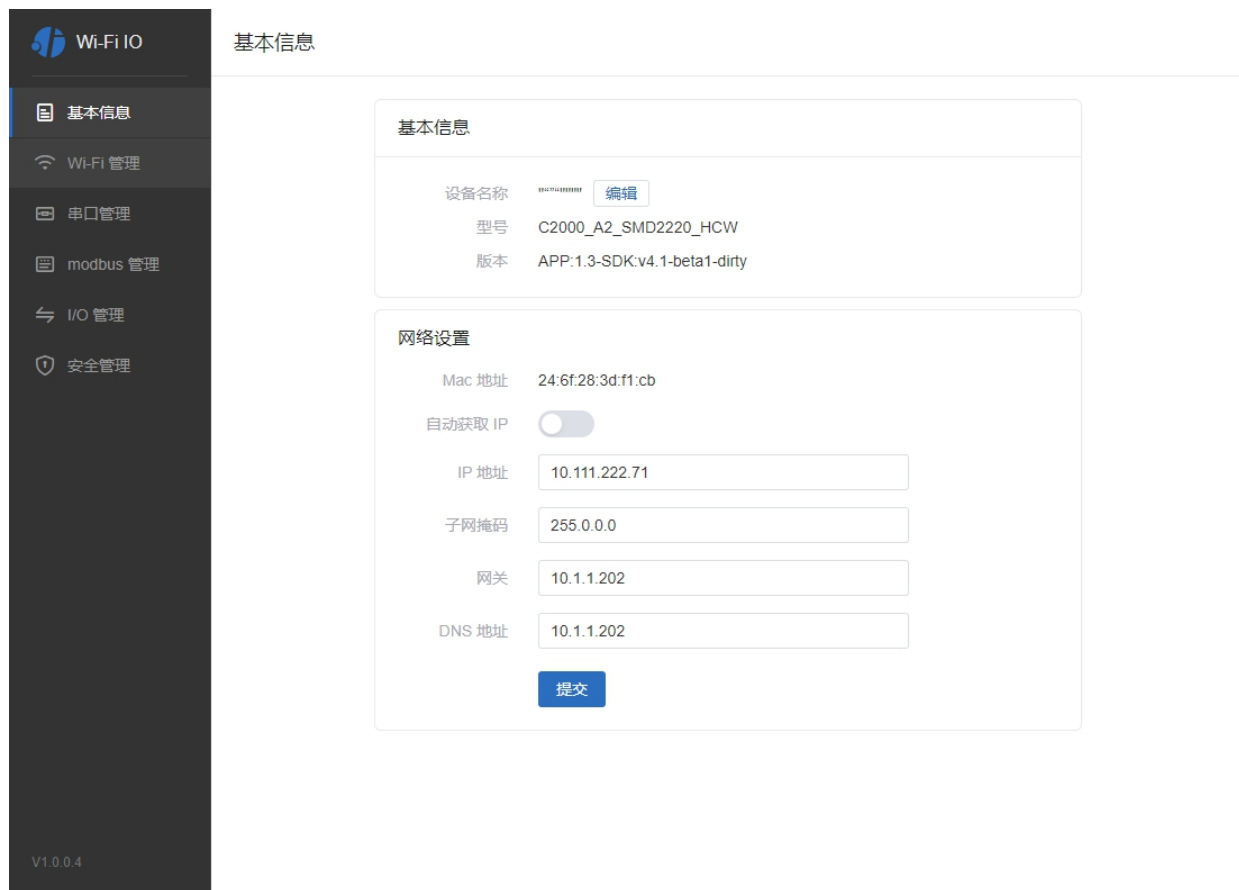 Wi-Fi IO
基本信息
基本信息
Wi-Fi 管理
串口管理
modbus 管理
I/O 管理
安全管理
V1.0.0.4
基本信息
设备名称 编辑
型号 C2000_A2_SMD2220_HCW
版本 APP:1.3-SDK:v4.1-beta1-dirty
网络设置
Mac 地址 24:6f:28:3d:f1:cb
自动获取 IP
IP 地址 10.111.222.71
子网掩码 255.0.0.0
网关 10.1.1.202
DNS 地址 10.1.1.202
提交